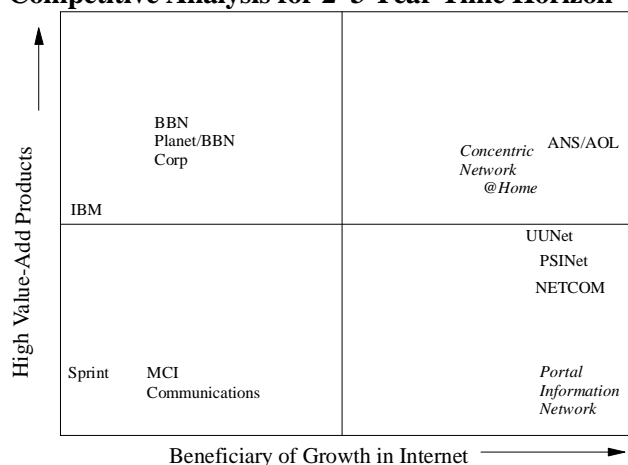 Competitive Analysis for 2–3 Year Time Horizon
High Value-Add Products
BBN
Planet/BBN
Corp
IBM
Concentric
Network
@Home
ANS/AOL
UUNet
PSINet
NETCOM
Sprint
MCI
Communications
Portal
Information
Network
Beneficiary of Growth in Internet